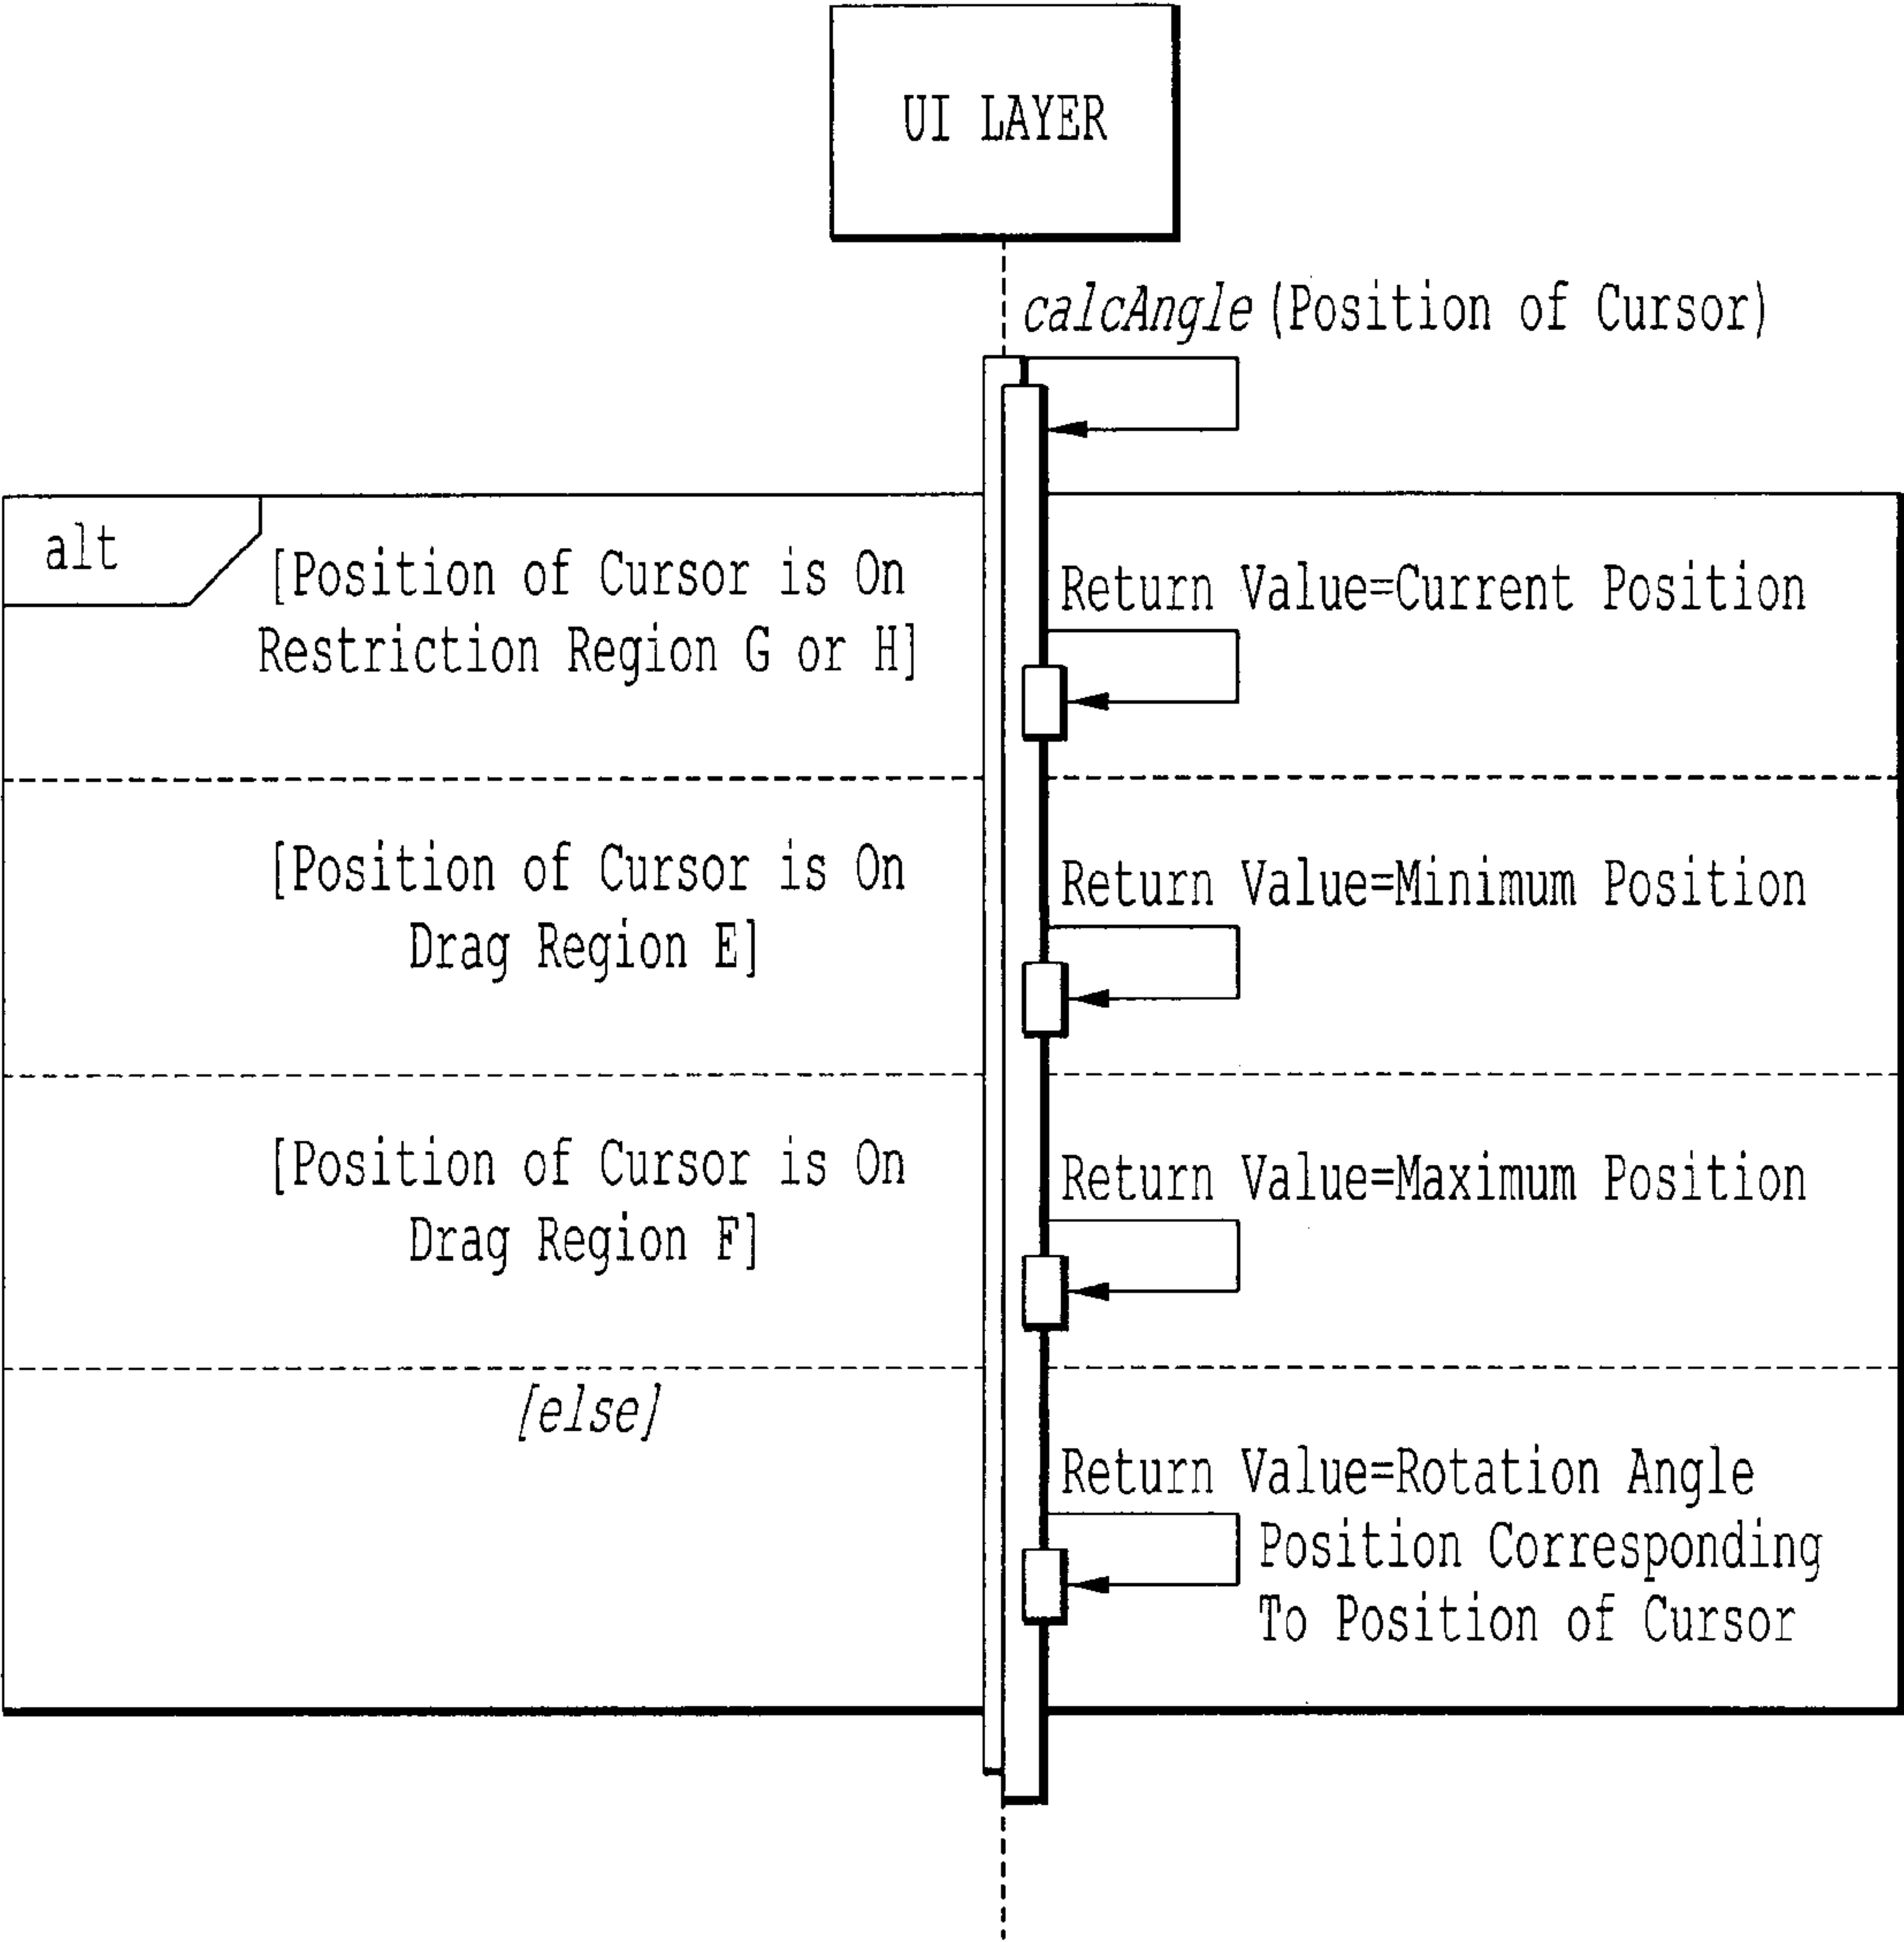 UI LAYER
calcAngle (Position of Cursor)
alt
[Position of Cursor is On
Restriction Region G or H]
Return Value=Current Position
[Position of Cursor is On
Drag Region E]
Return Value=Minimum Position
[Position of Cursor is On
Drag Region F]
Return Value=Maximum Position
[else]
Return Value=Rotation Angle
Position Corresponding
To Position of Cursor